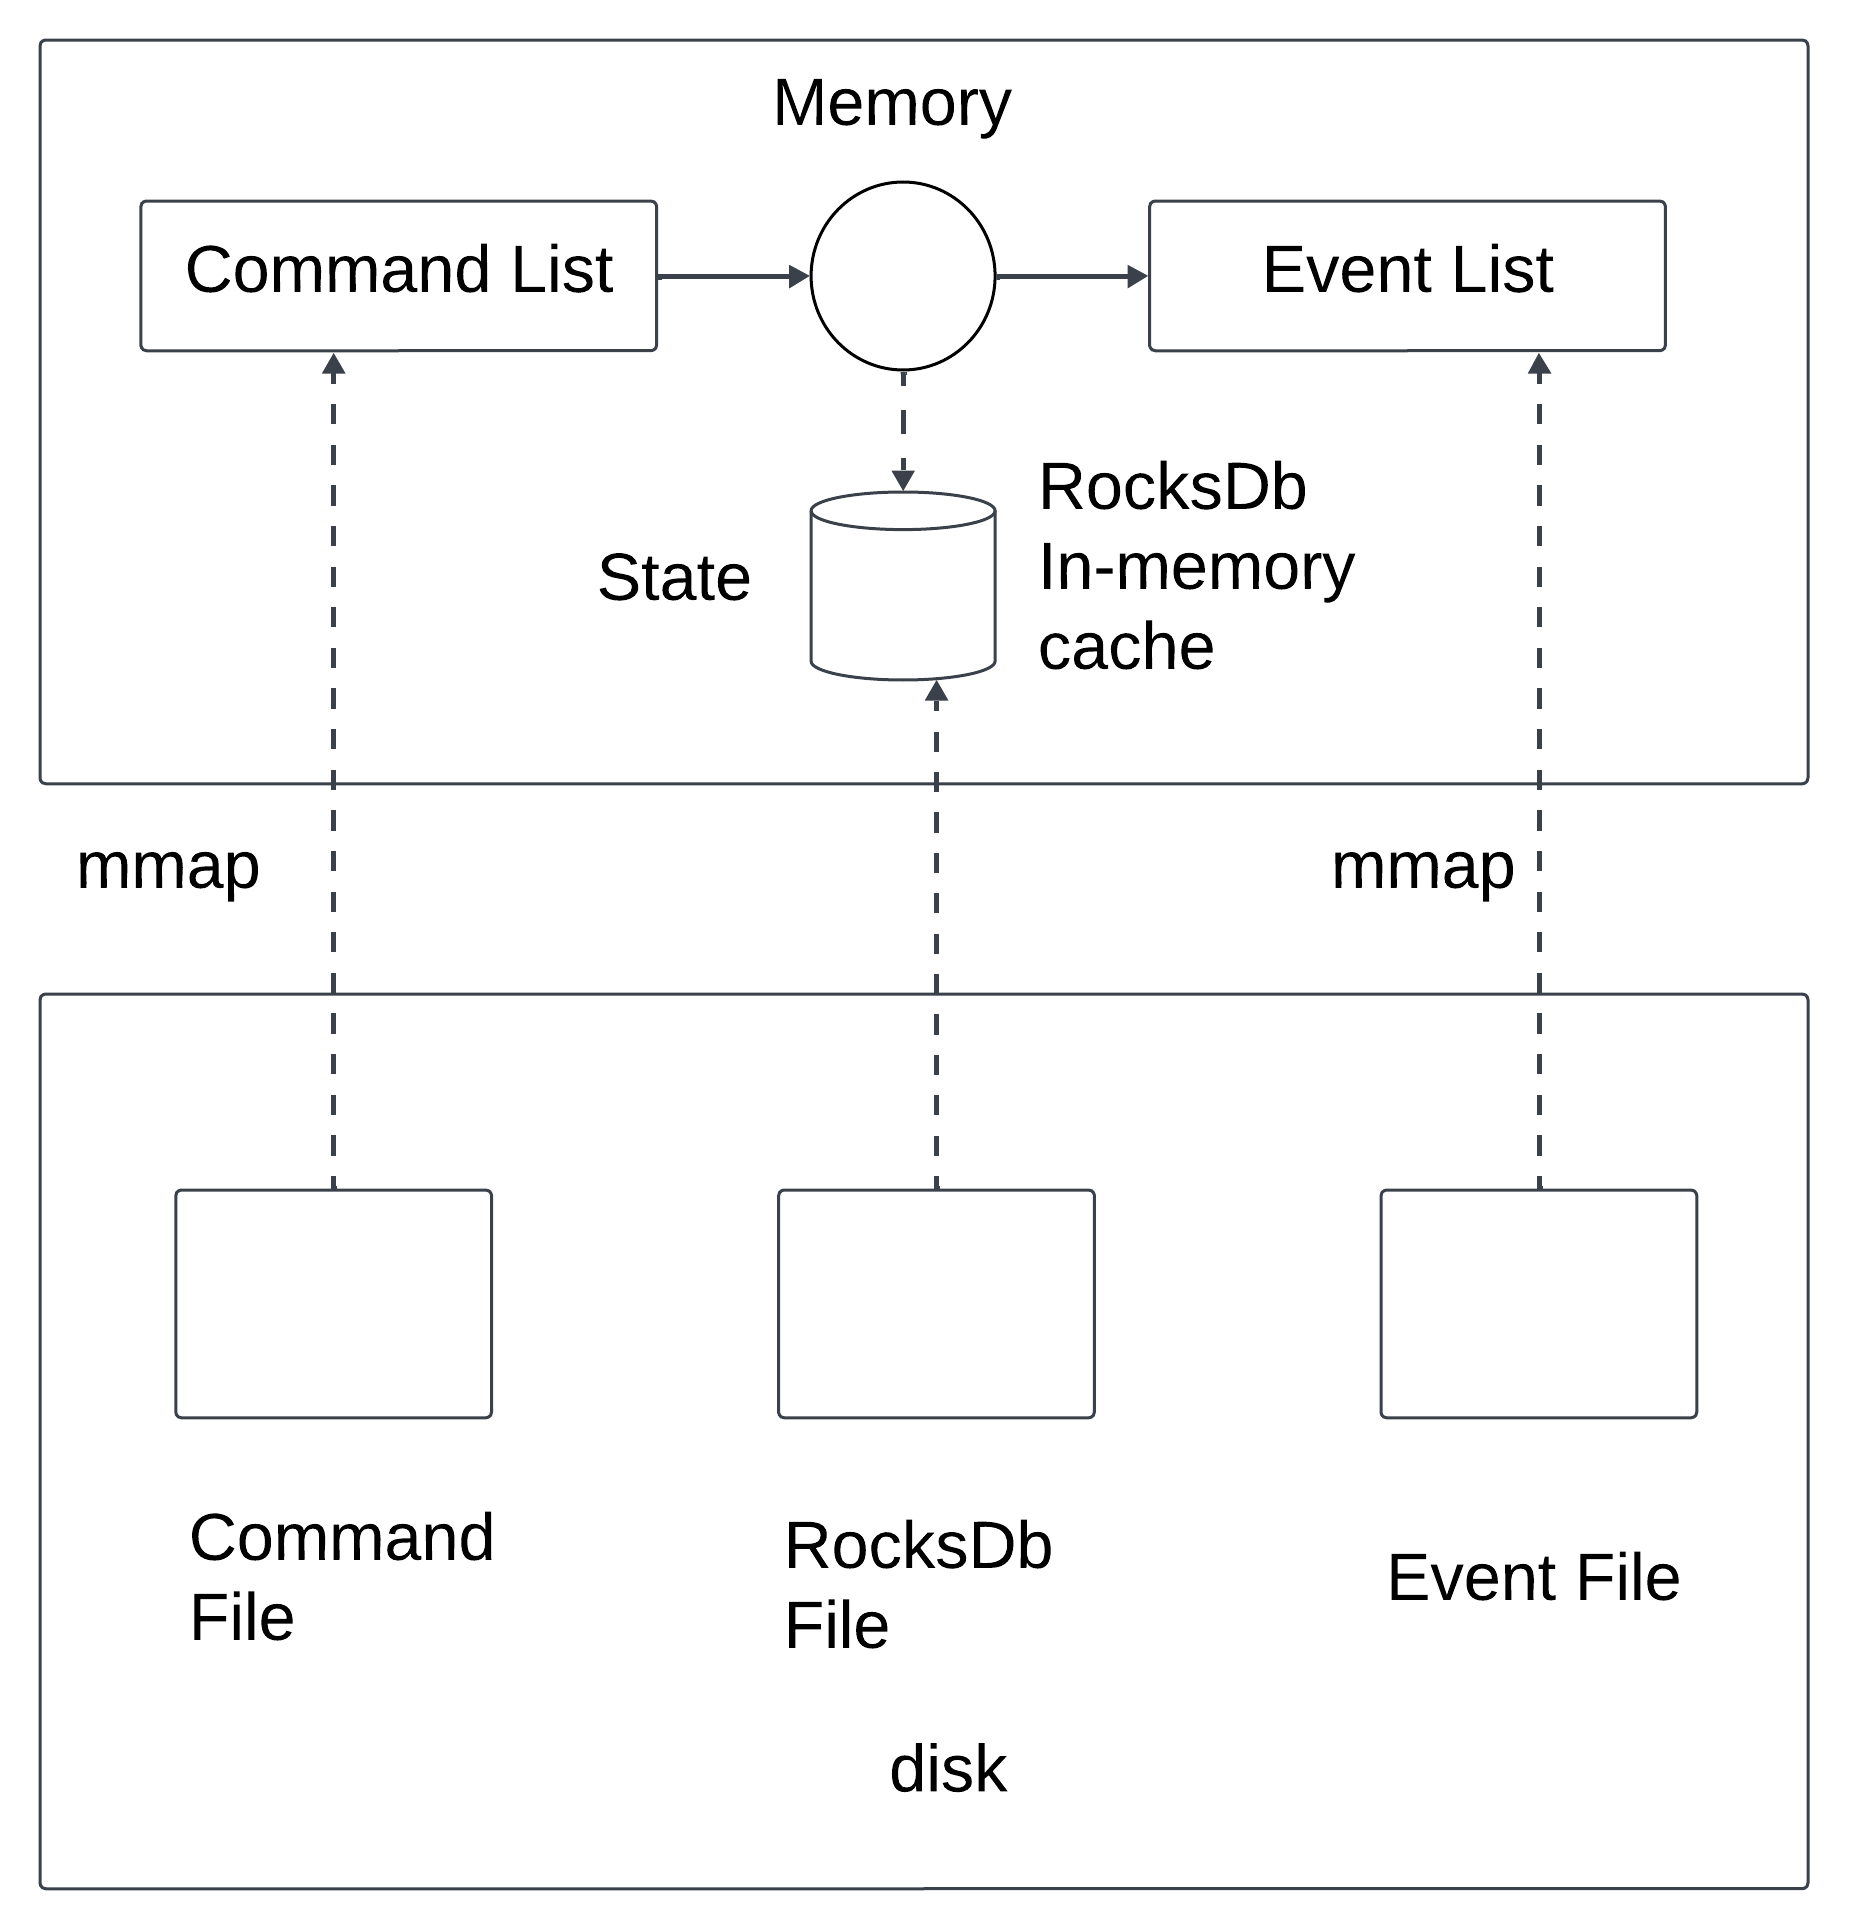 Memory
Command List
Event List
State
RocksDb
In-memory
cache
mmap
mmap
Command
File
RocksDb
File
Event File
disk